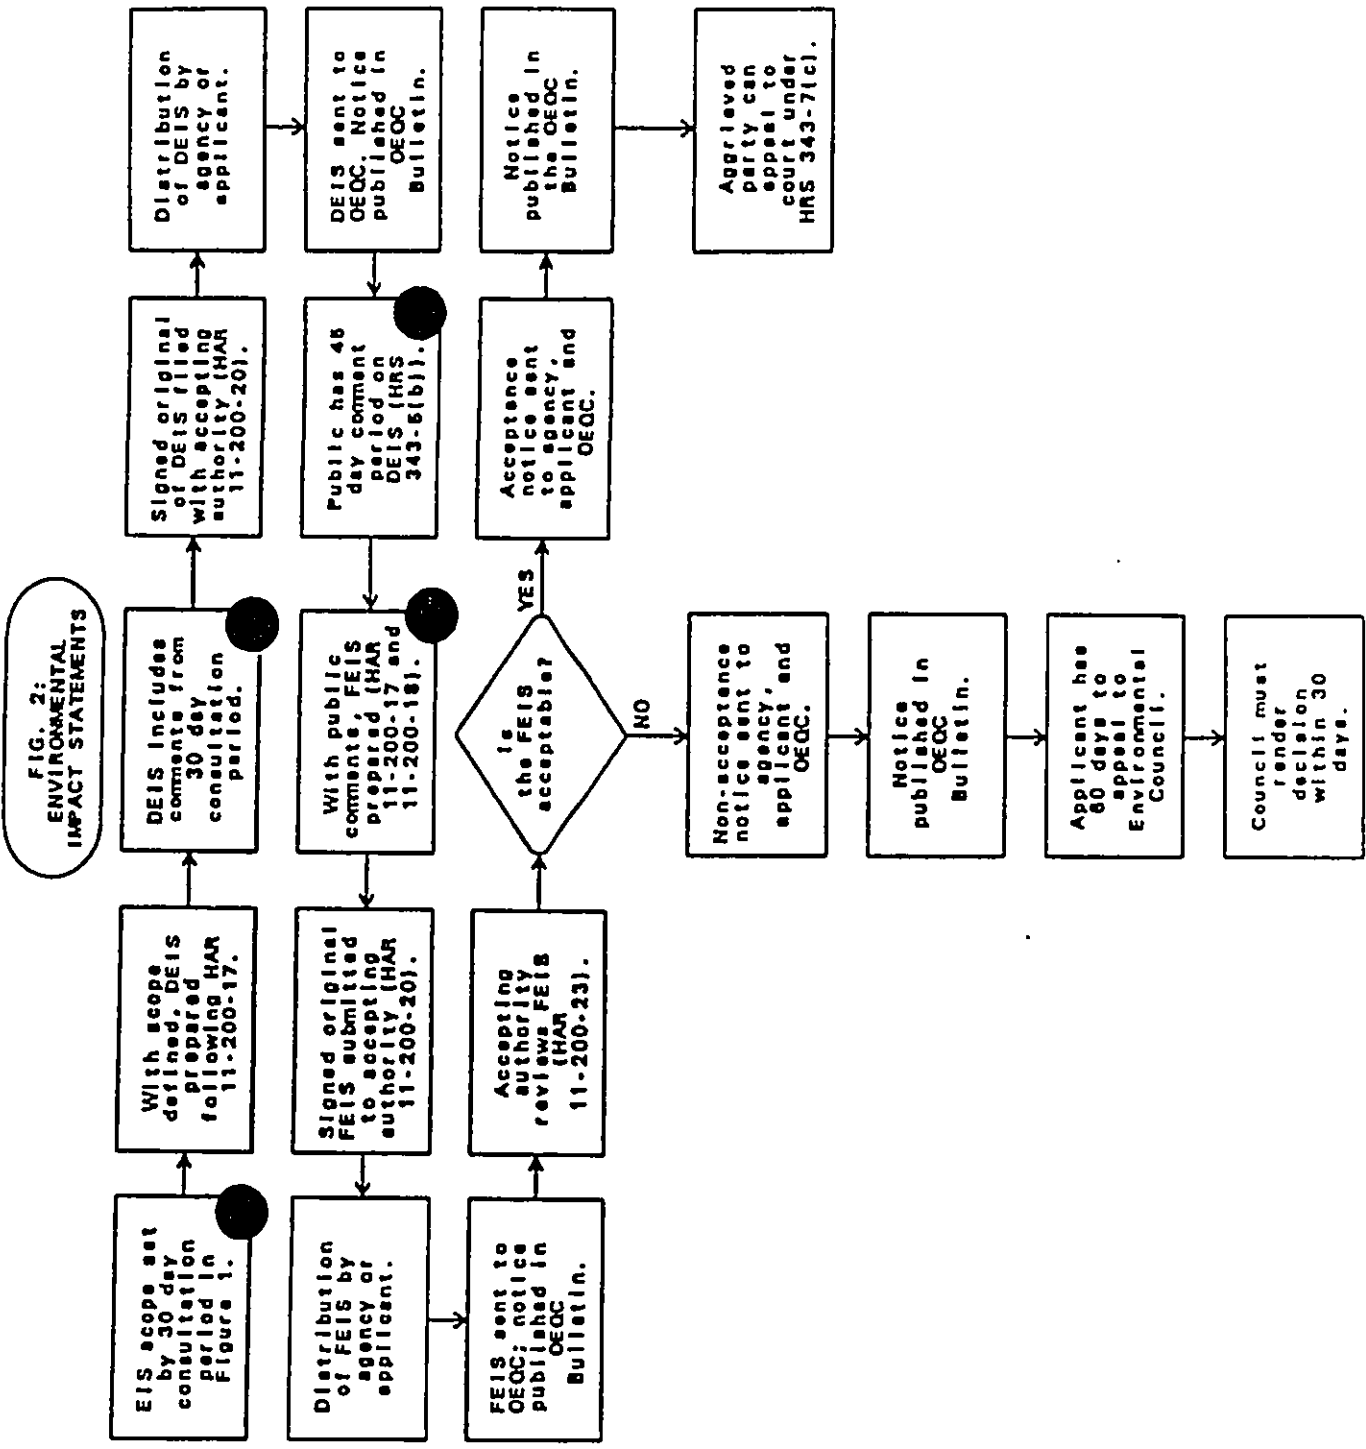 FIG. 2:
ENVIRONMENTAL
IMPACT STATEMENTS
EIS scope set
by 30 day
consultation
period in
Figure 1.
With scope
defined, DEIS
prepared
following HAR
11-200-17.
DEIS includes
comments from
30 day
consultation
period.
Signed original
of DEIS filed
with accepting
authority (HAR
11-200-20).
Distribution
of DEIS by
agency or
applicant.
DEIS sent to
OEQC. Notice
published in
OEQC
Bulletin.
Public has 45
day comment
period on
DEIS (HRS
343-5(b)).
With public
comments, FEIS
prepared (HAR
11-200-17 and
11-200-18).
Signed original
FEIS submitted
to accepting
authority (HAR
11-200-20).
Distribution
of FEIS by
agency or
applicant.
FEIS sent to
OEQC; notice
published in
OEQC
Bulletin.
Accepting
authority
reviews FEIS
(HAR
11-200-23).
Is
the FEIS
acceptable?
YES
Acceptance
notice sent
to agency,
applicant and
OEQC.
Notice
published in
the OEQC
Bulletin.
Aggrieved
party can
appeal to
court under
HRS 343-7(c).
NO
Non-acceptance
notice sent to
agency,
applicant and
OEQC.
Notice
published in
OEQC
Bulletin.
Applicant has
60 days to
appeal to
Environmental
Council.
Council must
render
decision
within 30
days.